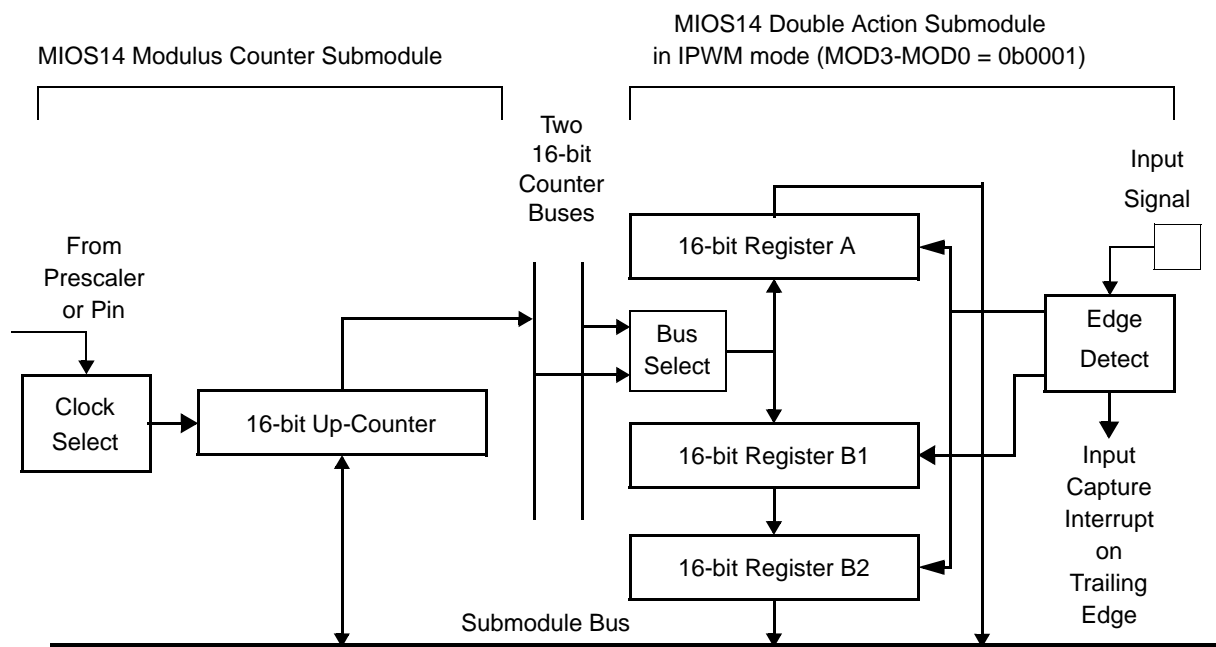 MIOS14 Double Action Submodule
in IPWM mode (MOD3-MOD0 = 0b0001)
MIOS14 Modulus Counter Submodule
Two
16-bit
Counter
Buses
Input
Signal
From
Prescaler
or Pin
16-bit Register A
Bus
Select
Edge
Detect
Clock
Select
16-bit Up-Counter
16-bit Register B1
Input
Capture
Interrupt
on
Trailing
Edge
16-bit Register B2
Submodule Bus